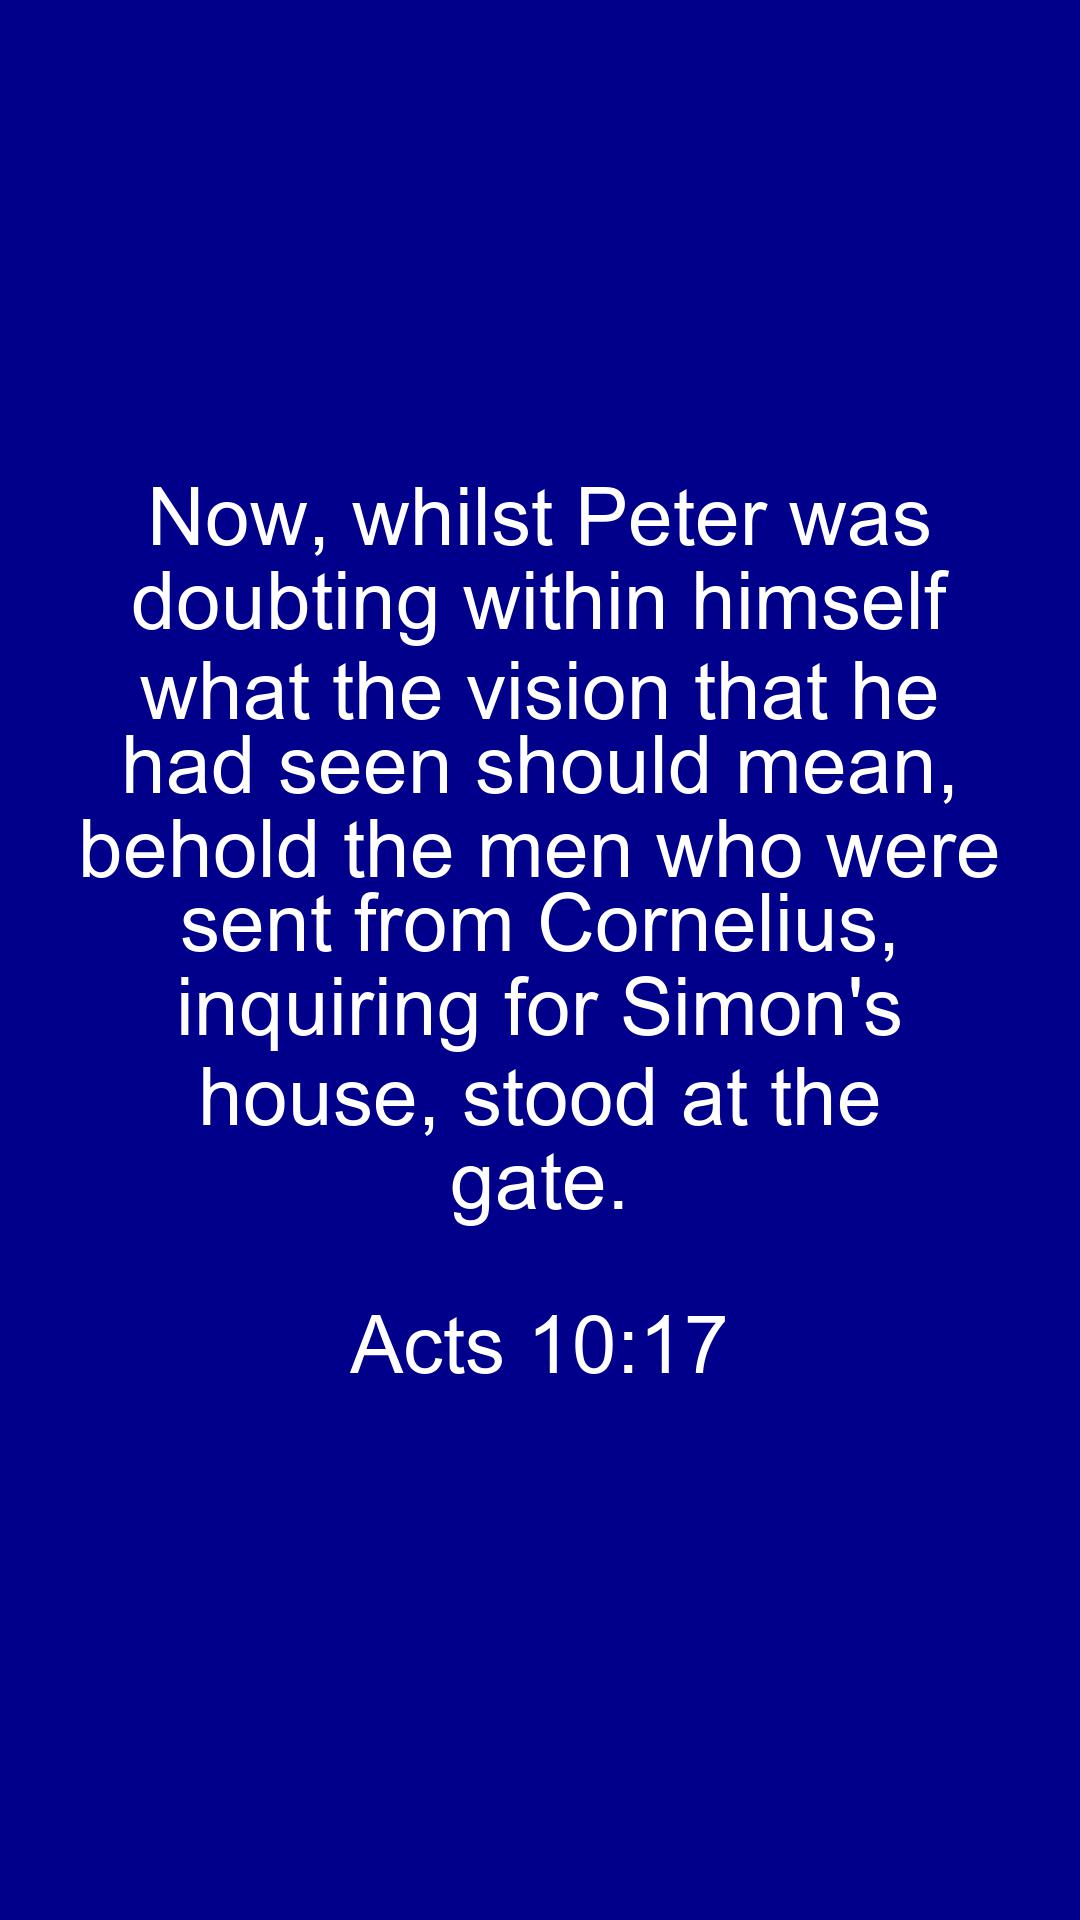 Now, whilst Peter was
doubting within himself
what the vision that he
had seen should mean,
behold the men who were
sent from Cornelius,
inquiring for Simon's
house, stood at the
gate.
Acts 10:17